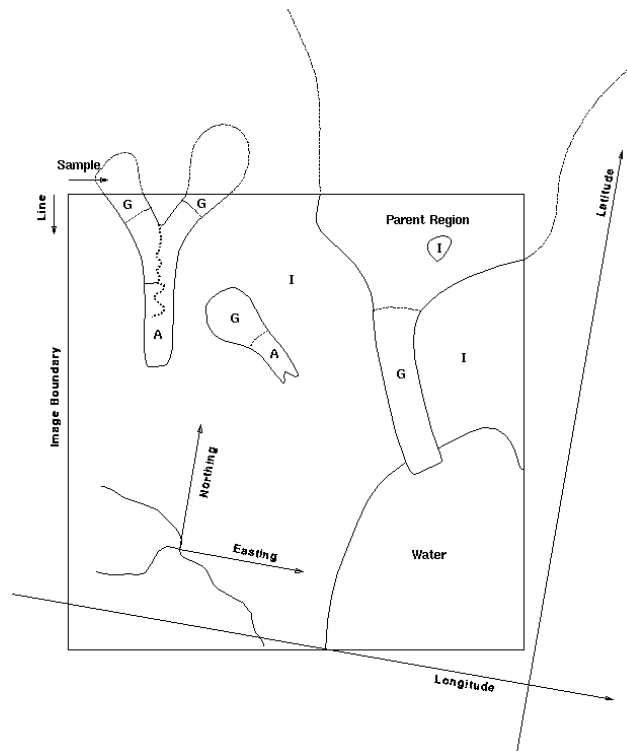 Sample
Line
G
G
Parent Region
I
I
Latitude
G
A
A
I
G
Image Boundary
Northing
Easting
Water
Longitude